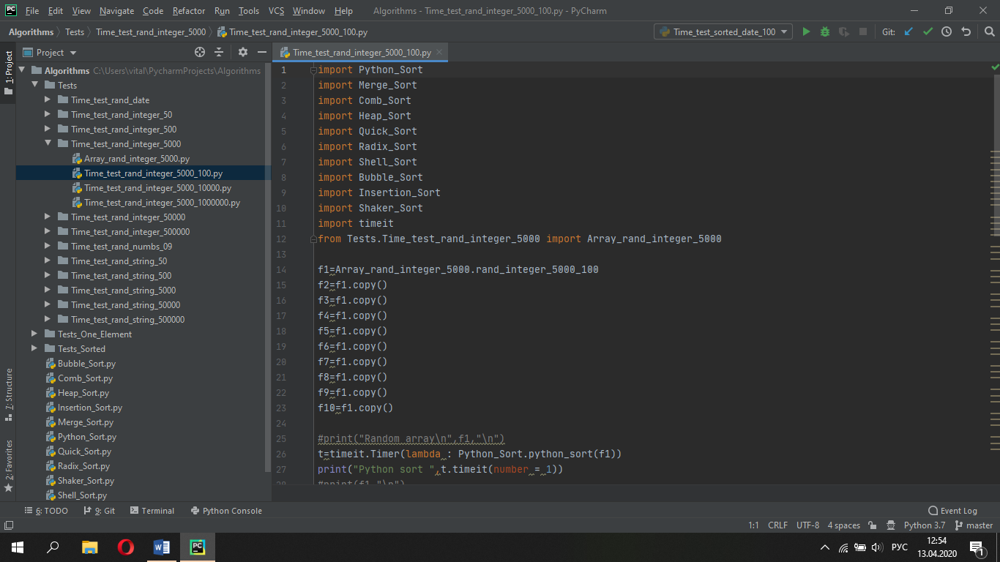 File Edit View Navigate Code Refactor Run Tools VCS Window Help Algorithms - Time_test_rand_integer_5000_100.py - PyCharm
Algorithms Tests Time_test_rand_integer_5000 Time_test_rand_integer_5000_100.py Time_test_sorted_date_100 Git:
1: Project
7: Structure
2: Favorites
Project
Algorithms C:\Users\vital\PycharmProjects\Algorithms
Tests
Time_test_rand_date
Time_test_rand_integer_50
Time_test_rand_integer_500
Time_test_rand_integer_5000
Array_rand_integer_5000.py
Time_test_rand_integer_5000_100.py
Time_test_rand_integer_5000_10000.py
Time_test_rand_integer_5000_1000000.py
Time_test_rand_integer_50000
Time_test_rand_integer_500000
Time_test_rand_numbs_09
Time_test_rand_string_50
Time_test_rand_string_500
Time_test_rand_string_5000
Time_test_rand_string_50000
Time_test_rand_string_500000
Tests_One_Element
Tests_Sorted
Bubble_Sort.py
Comb_Sort.py
Heap_Sort.py
Insertion_Sort.py
Merge_Sort.py
Python_Sort.py
Quick_Sort.py
Radix_Sort.py
Shaker_Sort.py
Shell_Sort.py
Time_test_rand_integer_5000_100.py
1 import Python_Sort
2 import Merge_Sort
3 import Comb_Sort
4 import Heap_Sort
5 import Quick_Sort
6 import Radix_Sort
7 import Shell_Sort
8 import Bubble_Sort
9 import Insertion_Sort
10 import Shaker_Sort
11 import timeit
12 from Tests.Time_test_rand_integer_5000 import Array_rand_integer_5000
13
14 f1=Array_rand_integer_5000.rand_integer_5000_100
15 f2=f1.copy()
16 f3=f1.copy()
17 f4=f1.copy()
18 f5=f1.copy()
19 f6=f1.copy()
20 f7=f1.copy()
21 f8=f1.copy()
22 f9=f1.copy()
23 f10=f1.copy()
24
25 #print("Random array\n",f1,"\n")
26 t=timeit.Timer(lambda : Python_Sort.python_sort(f1))
27 print("Python sort ",t.timeit(number = 1))
28 #print(f1,"\n")
6: TODO 9: Git Terminal Python Console Event Log
1:1 CRLF UTF-8 4 spaces Python 3.7 master
РУС 12:54
13.04.2020 1